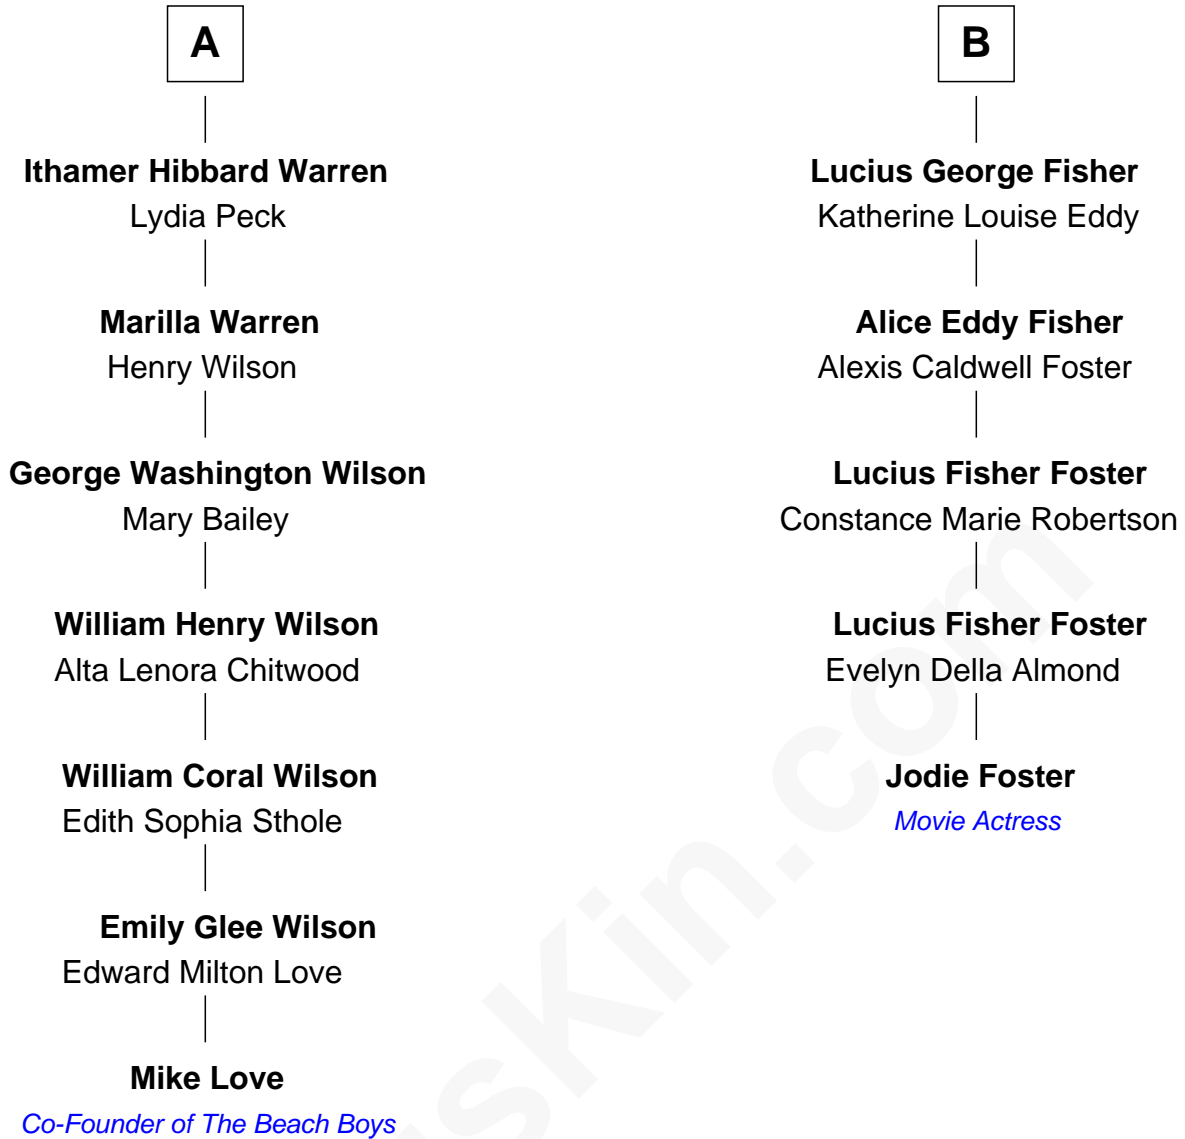 A
Ithamer Hibbard Warren
Lydia Peck
Marilla Warren
Henry Wilson
George Washington Wilson
Mary Bailey
William Henry Wilson
Alta Lenora Chitwood
William Coral Wilson
Edith Sophia Sthole
Emily Glee Wilson
Edward Milton Love
Mike Love
Co-Founder of The Beach Boys
B
Lucius George Fisher
Katherine Louise Eddy
Alice Eddy Fisher
Alexis Caldwell Foster
Lucius Fisher Foster
Constance Marie Robertson
Lucius Fisher Foster
Evelyn Della Almond
Jodie Foster
Movie Actress
sKin.com